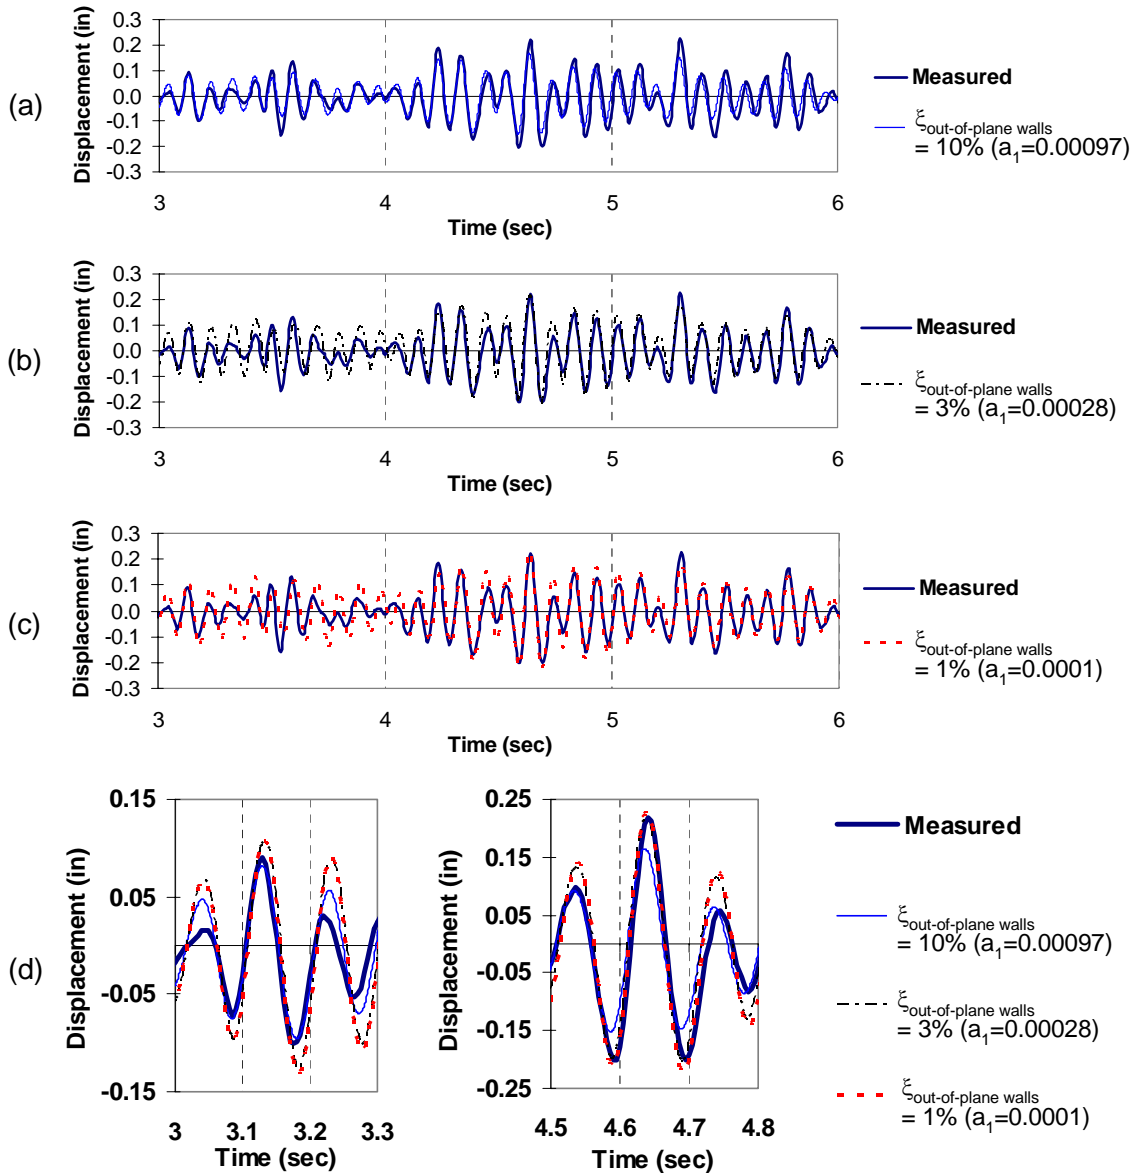 (a)
Displacement (in)
0.3
0.2
0.1
0.0
-0.1
-0.2
-0.3
3
4
5
6
Time (sec)
Measured
ξout-of-plane walls
= 10% (a1=0.00097)
(b)
Displacement (in)
0.3
0.2
0.1
0.0
-0.1
-0.2
-0.3
3
4
5
6
Time (sec)
Measured
ξout-of-plane walls
= 3% (a1=0.00028)
(c)
Displacement (in)
0.3
0.2
0.1
0.0
-0.1
-0.2
-0.3
3
4
5
6
Time (sec)
Measured
ξout-of-plane walls
= 1% (a1=0.0001)
(d)
Displacement (in)
0.15
0.05
-0.05
-0.15
3
3.1
3.2
3.3
Time (sec)
Displacement (in)
0.25
0.15
0.05
-0.05
-0.15
-0.25
4.5
4.6
4.7
4.8
Time (sec)
Measured
ξout-of-plane walls
= 10% (a1=0.00097)
ξout-of-plane walls
= 3% (a1=0.00028)
ξout-of-plane walls
= 1% (a1=0.0001)